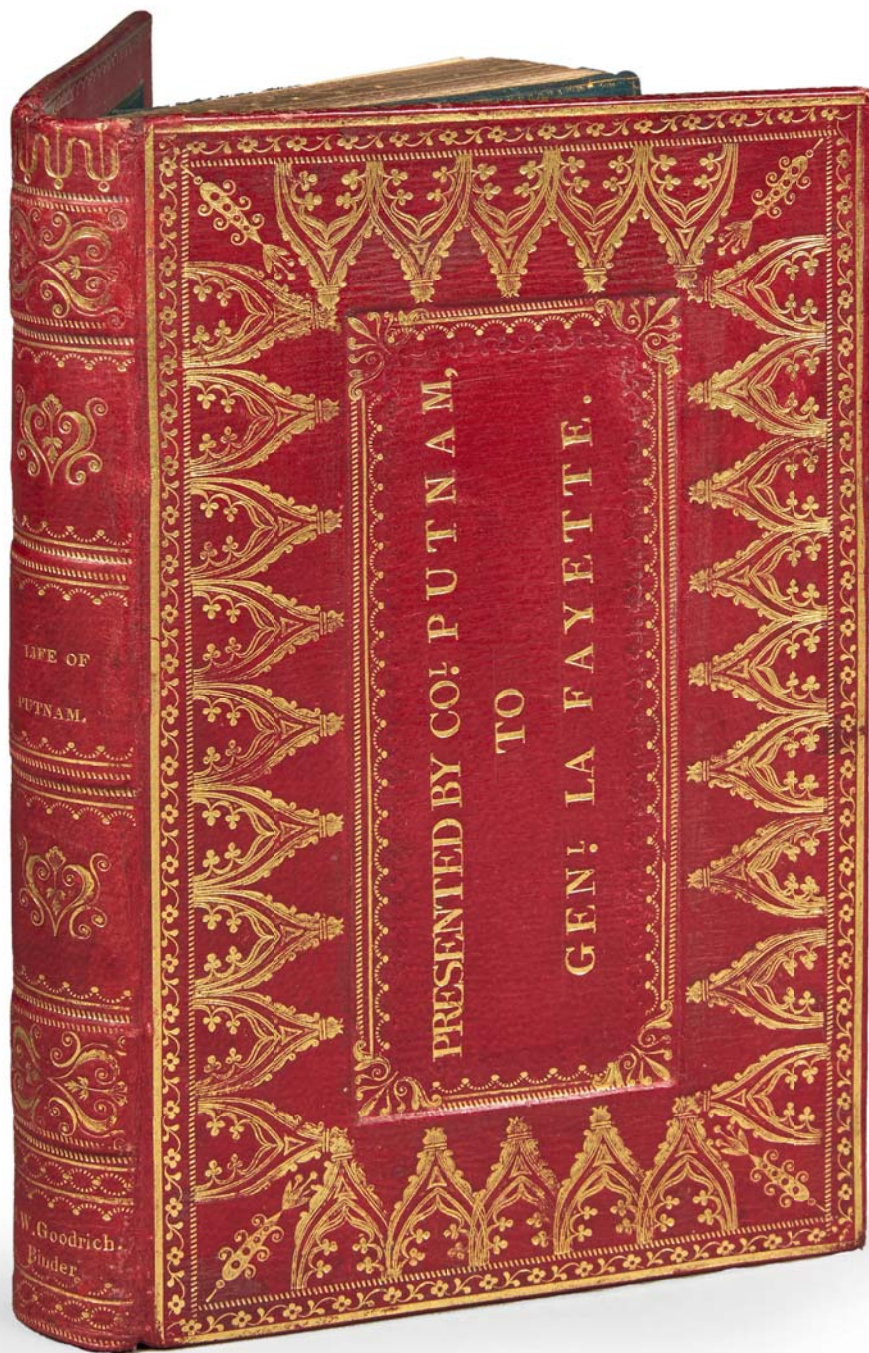 PRESENTED BY COL. PUTNAM,
TO
GENL. LA FAYETTE.
LIFE OF
PUTNAM.
W. Goodrich
Binder